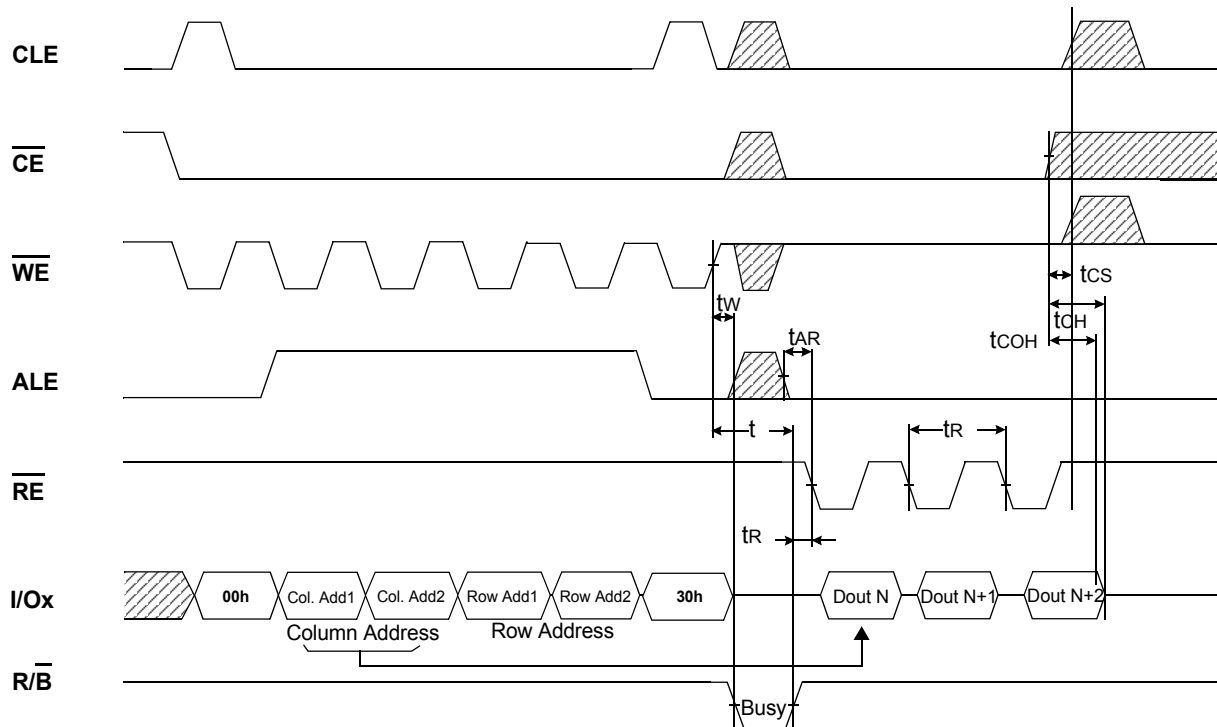 CLE
CE
WE
tCS
tCH
tCOH
tW
tAR
ALE
t
tR
RE
tR
I/Ox
00h
Col. Add1
Col. Add2
Row Add1
Row Add2
30h
Dout N
Dout N+1
Dout N+2
Column Address
Row Address
R/B
Busy